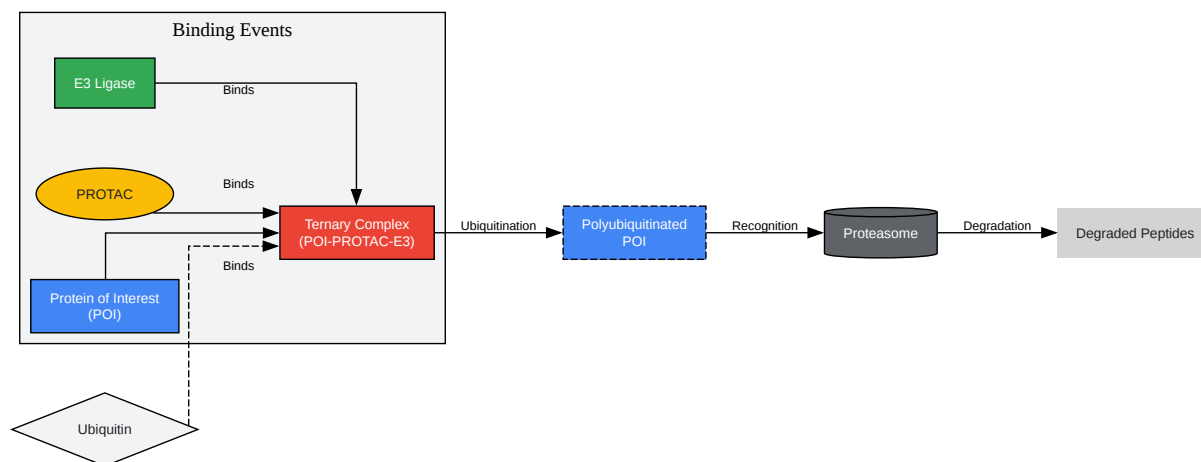 Binding Events
E3 Ligase
Binds
PROTAC
Binds
Ternary Complex
(POI-PROTAC-E3)
Ubiquitination
Polyubiquitinated
POI
Recognition
Proteasome
Degradation
Degraded Peptides
Binds
Protein of Interest
(POI)
Ubiquitin